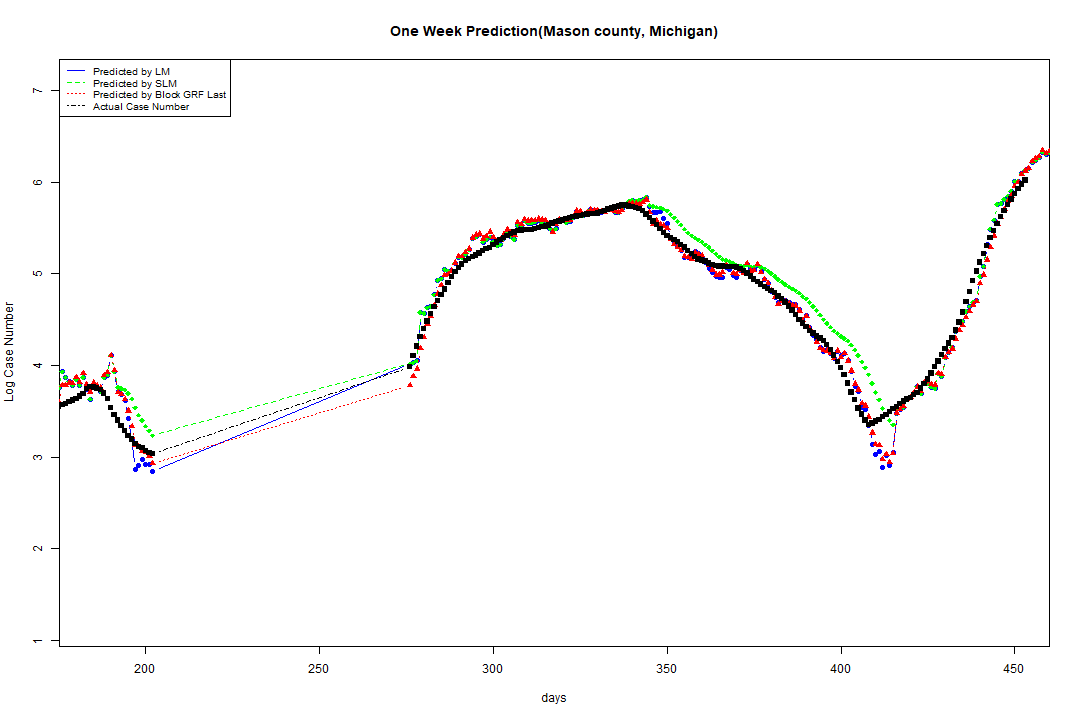 One Week Prediction(Mason county, Michigan)
Predicted by LM
Predicted by SLM
Predicted by Block GRF Last
Actual Case Number
7
6
5
4
3
2
1
Log Case Number
200
250
300
350
400
450
days